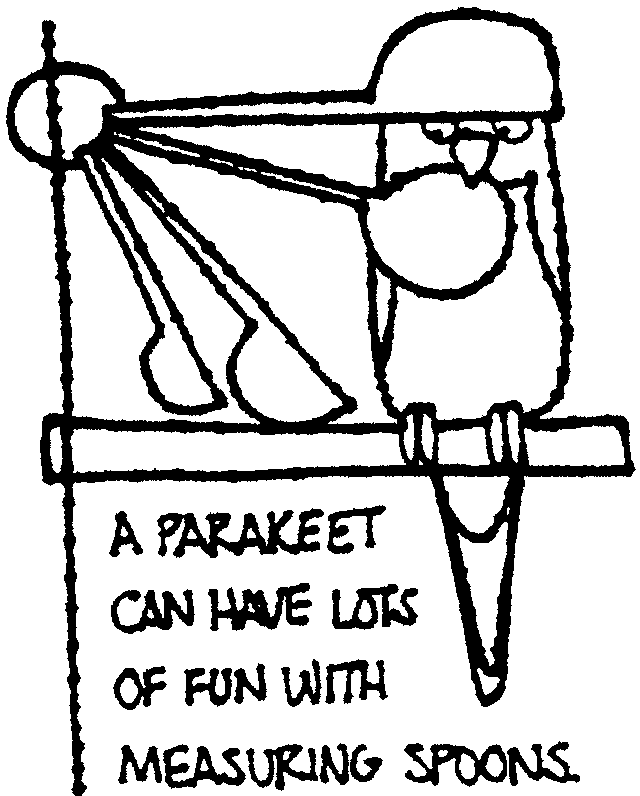 A PARAKEET
CAN HAVE LOTS
OF FUN WITH
MEASURING SPOONS.